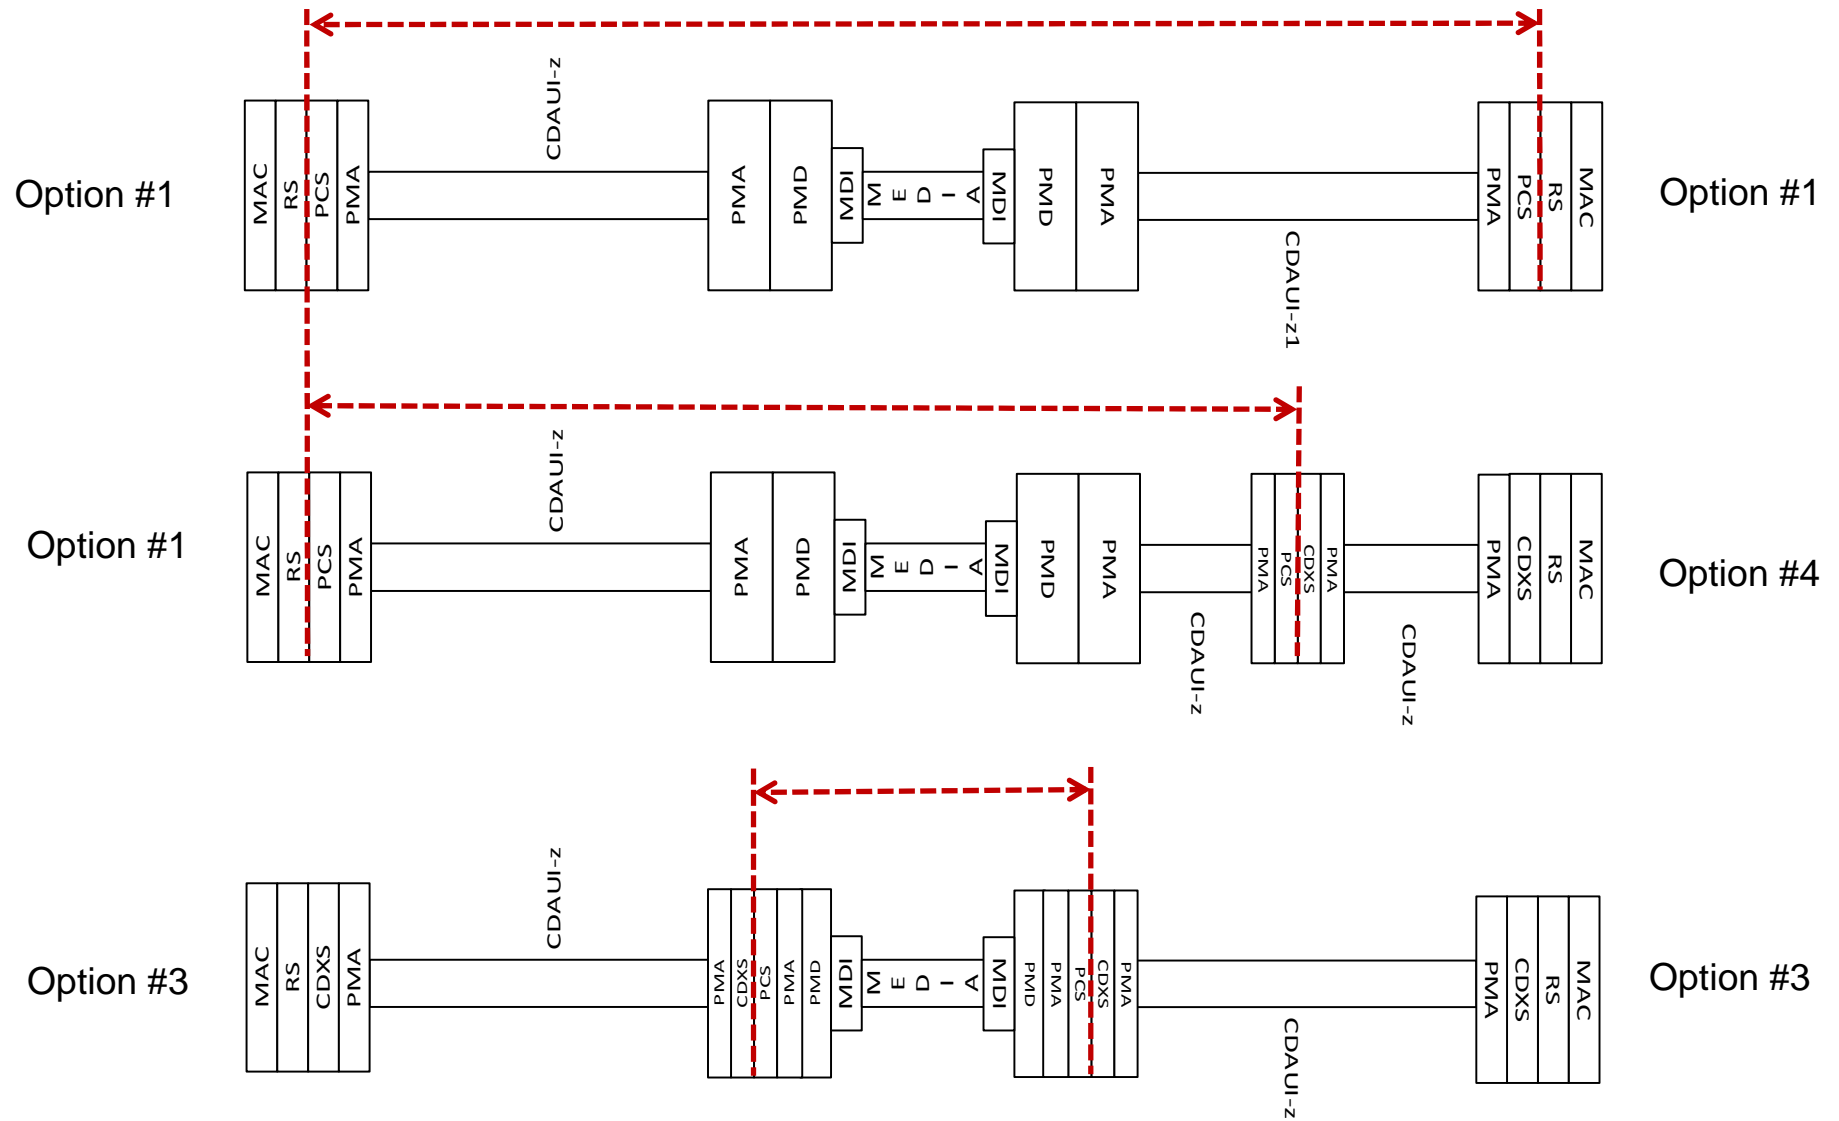 CDAUI-z
Option #1
MAC
RS
PCS
PMA
PMA
PMD
MDI
MEDIA
MDI
PMD
PMA
PMA
PCS
RS
MAC
Option #1
CDAUI-z1
CDAUI-z
Option #1
MAC
RS
PCS
PMA
PMA
PMD
MDI
MEDIA
MDI
PMD
PMA
PMA
PCS
CDXS
PMA
PMA
CDXS
RS
MAC
Option #4
CDAUI-z
CDAUI-z
CDAUI-z
Option #3
MAC
RS
CDXS
PMA
PMA
CDXS
PCS
PMA
PMD
MDI
MEDIA
MDI
PMD
PMA
PCS
CDXS
PMA
PMA
CDXS
RS
MAC
Option #3
CDAUI-z